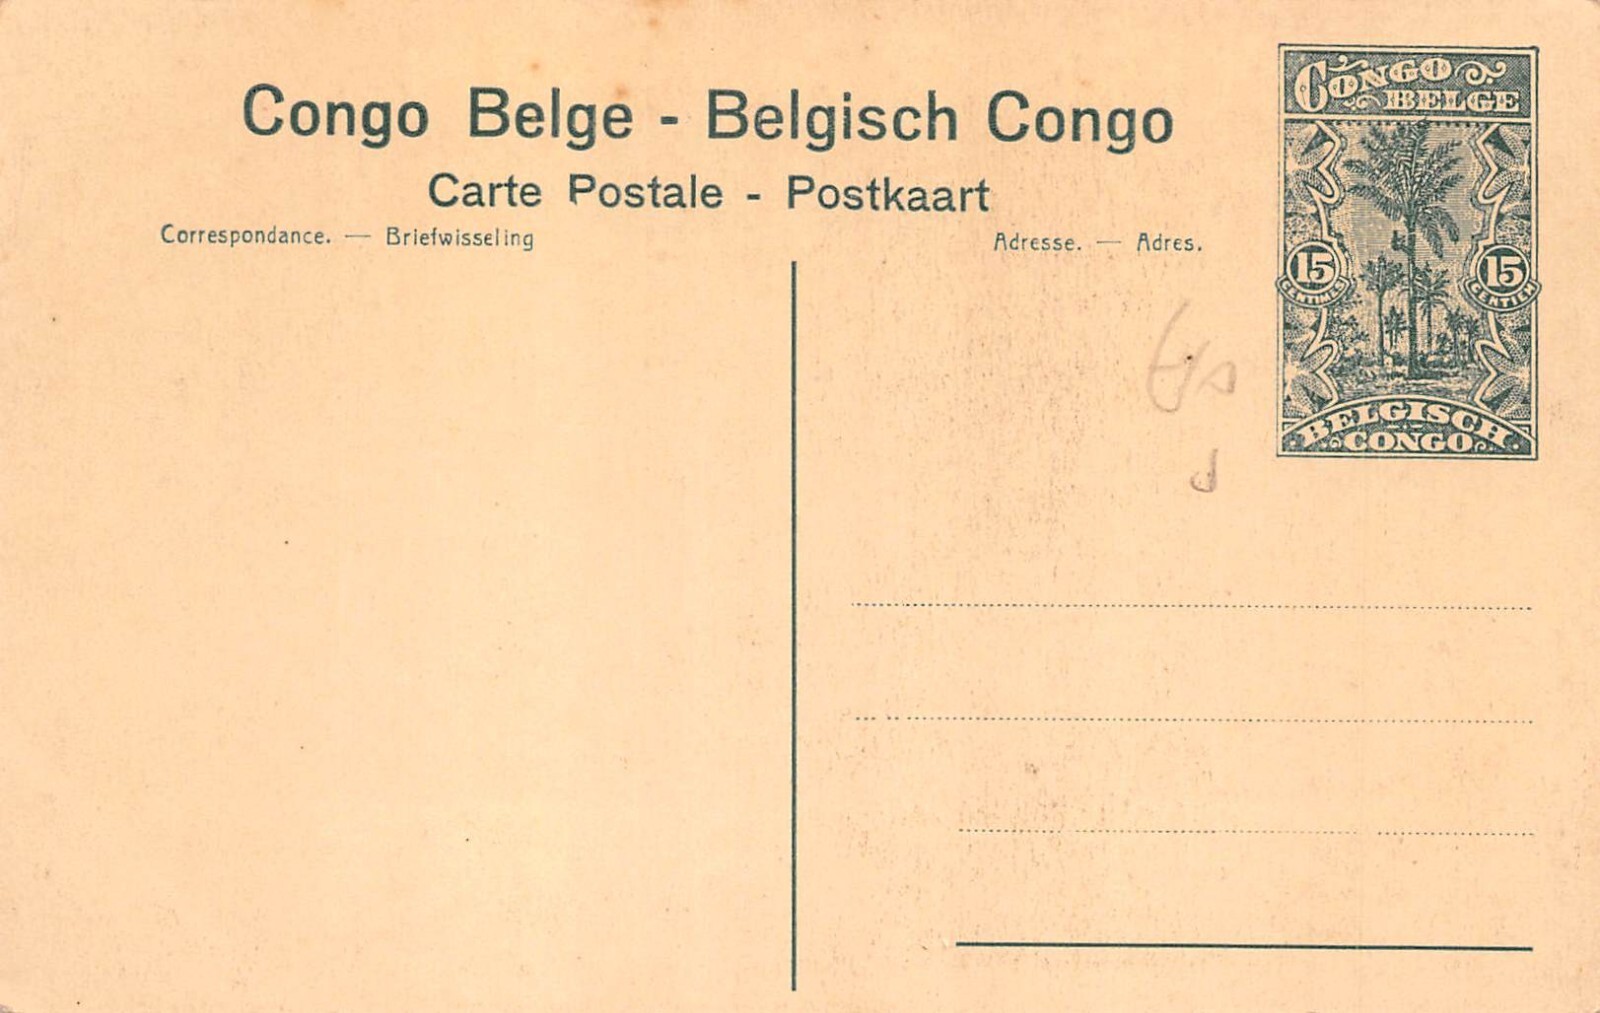 Congo Belge - Belgisch Congo
Carte Postale - Postkaart
Correspondance. — Briefwisseling
Adresse. — Adres.
CONGO
BELGE
15
CENTIMES
15
CENTIEM
BELGISCH
CONGO